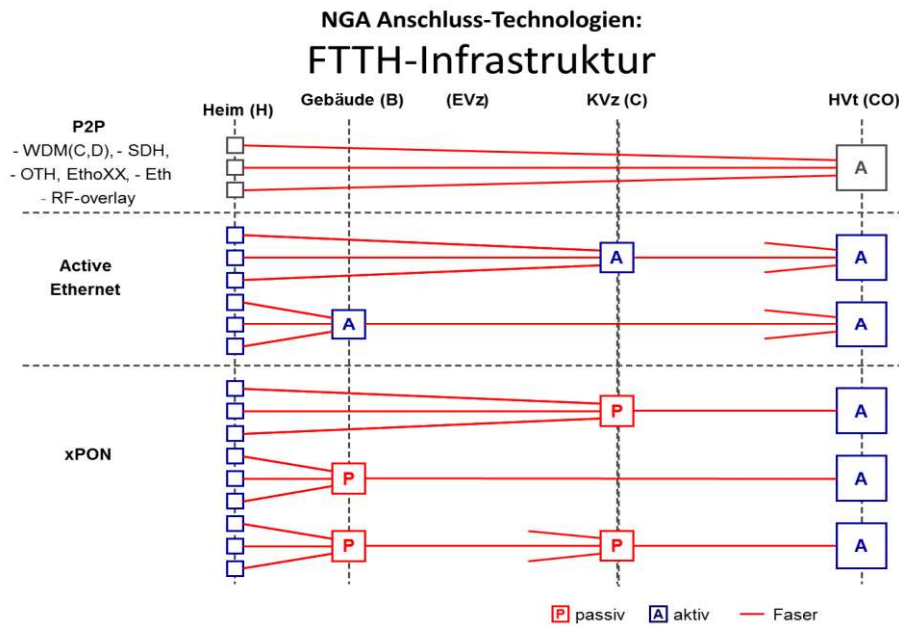 NGA Anschluss-Technologien:
FTTH-Infrastruktur
Heim (H)
Gebäude (B)
(EVz)
KVz (C)
HVt (CO)
P2P
- WDM(C,D), - SDH,
- OTH, EthoXX, - Eth
- RF-overlay
A
Active
Ethernet
A
A
A
A
xPON
P
A
P
A
P
P
A
P passiv
A aktiv
Faser